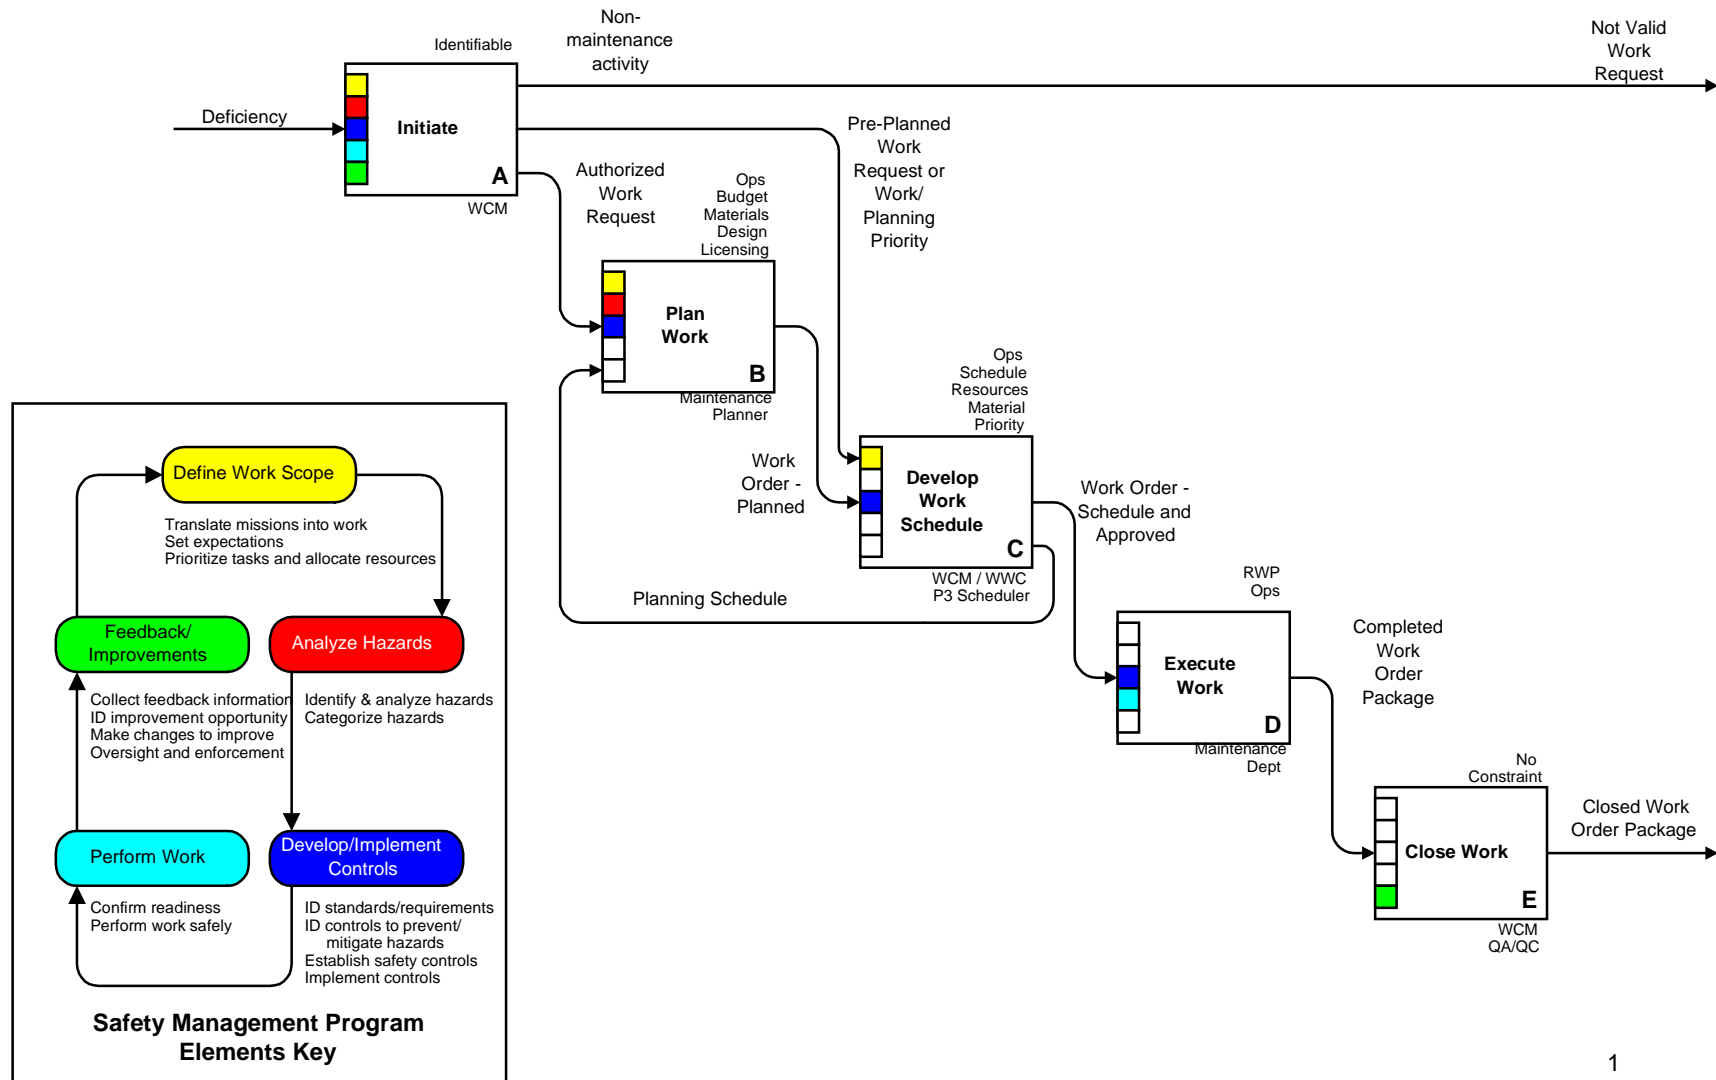 Non-
maintenance
activity
Not Valid
Work
Request
Identifiable
Deficiency
Initiate
A
WCM
Authorized
Work
Request
Pre-Planned
Work
Request or
Work/
Planning
Priority
Ops
Budget
Materials
Design
Licensing
Plan
Work
B
Maintenance
Planner
Work
Order -
Planned
Ops
Schedule
Resources
Material
Priority
Develop
Work
Schedule
C
WCM / WWC
P3 Scheduler
Planning Schedule
Work Order -
Schedule and
Approved
RWP
Ops
Execute
Work
D
Maintenance
Dept
Completed
Work
Order
Package
No
Constraint
Close Work
E
WCM
QA/QC
Closed Work
Order Package
Define Work Scope
Translate missions into work
Set expectations
Prioritize tasks and allocate resources
Feedback/
Improvements
Collect feedback information
ID improvement opportunity
Make changes to improve
Oversight and enforcement
Analyze Hazards
Identify & analyze hazards
Categorize hazards
Perform Work
Confirm readiness
Perform work safely
Develop/Implement
Controls
ID standards/requirements
ID controls to prevent/
mitigate hazards
Establish safety controls
Implement controls
Safety Management Program
Elements Key
1